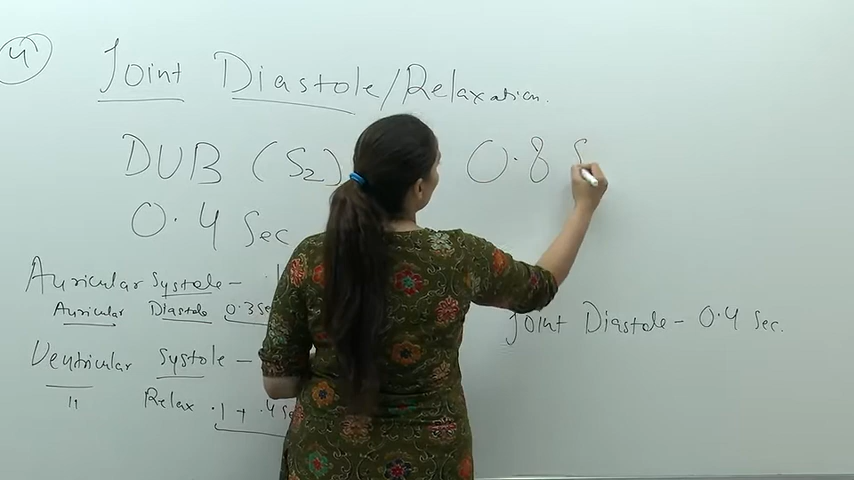 4
Joint Diastole/Relaxation.
DUB (S2) 0.8 S
0.4 Sec
Auricular Systole - .1
Auricular Diastole 0.3 Se
Joint Diastole - 0.4 Sec.
Ventricular Systole -
" Relax .1 + .4 Se